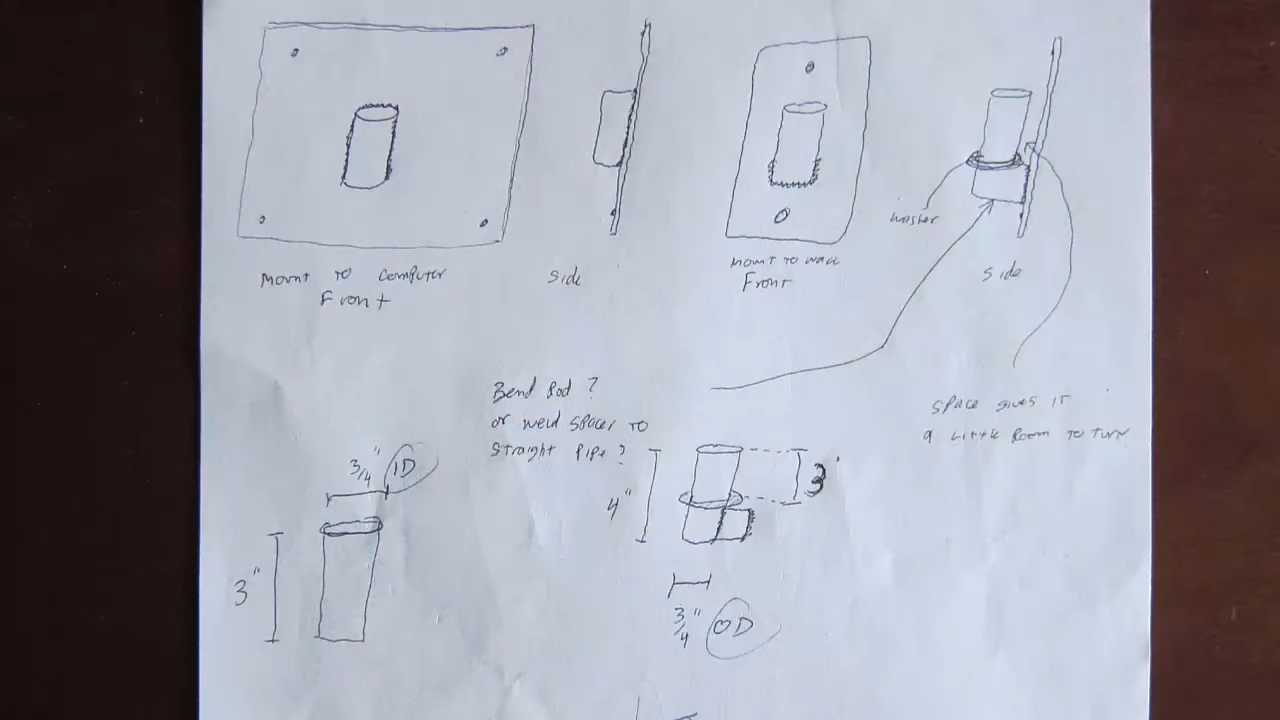 Mount to computer
Front
Side
Mount to wall
Front
washer
Side
Bend Rod ?
or weld spacer to
straight pipe ?
space gives it
a little room to turn
3/4" ID
3"
4"
3"
3/4" OD